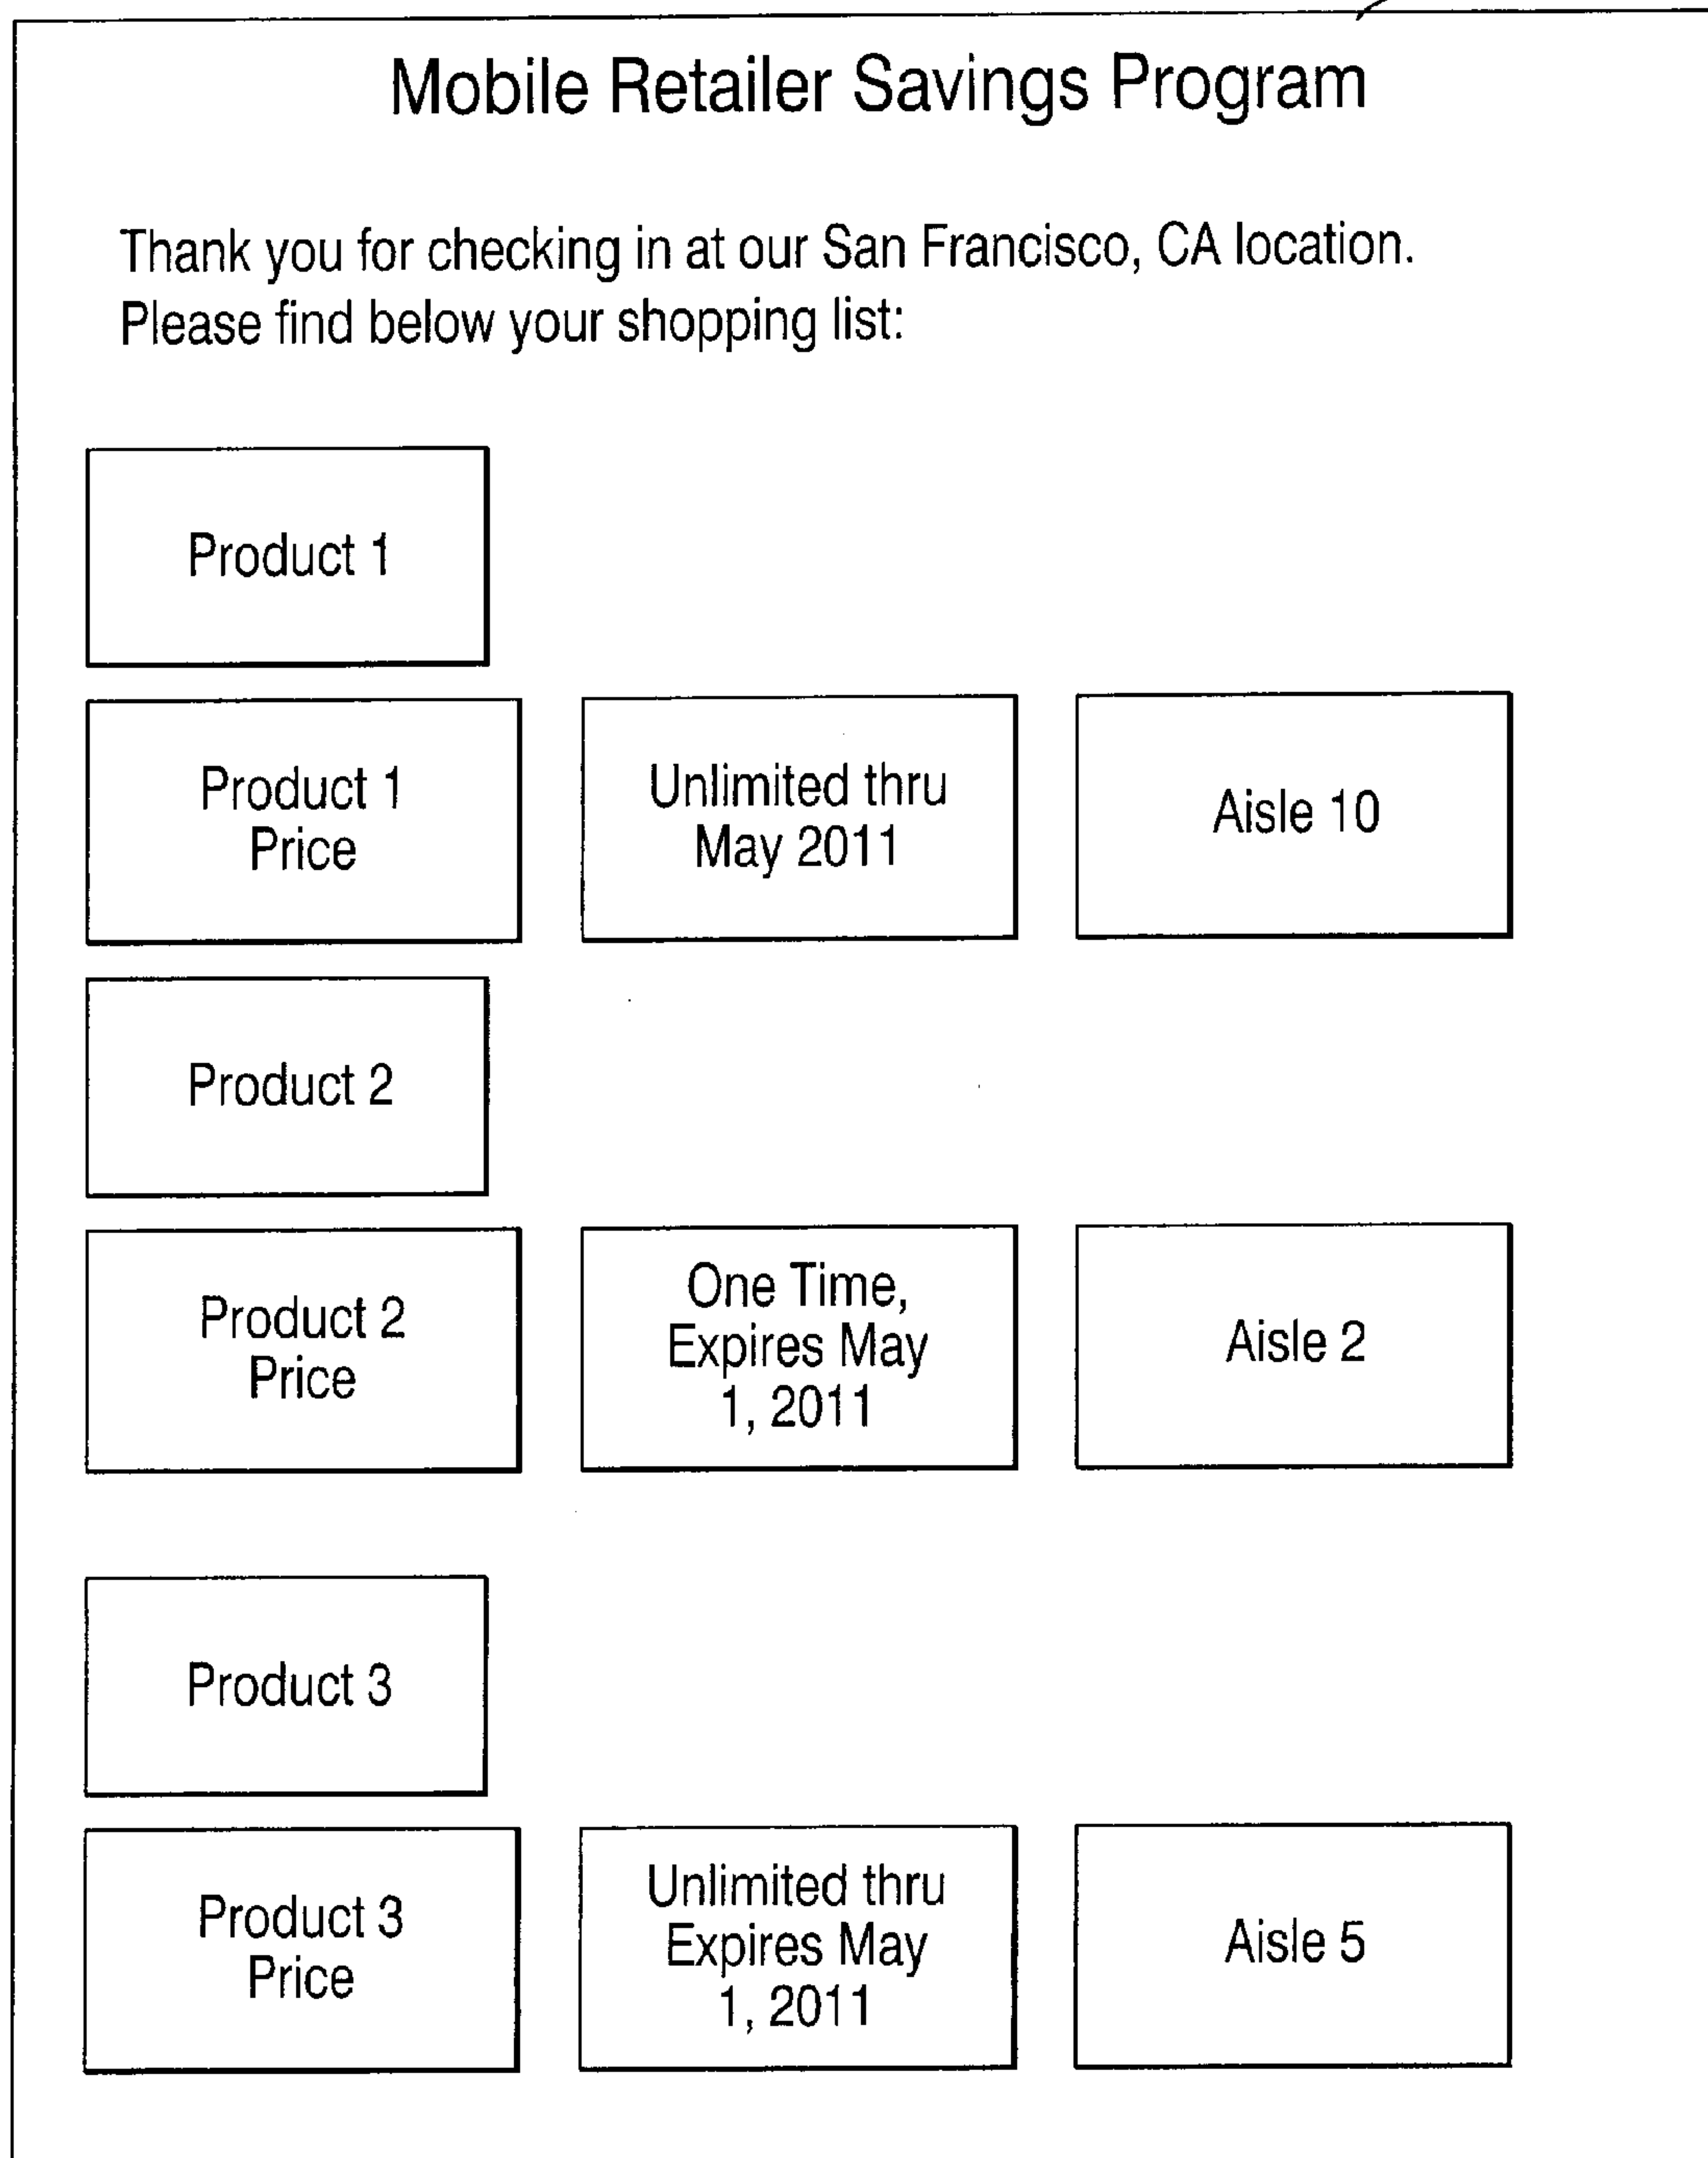 Mobile Retailer Savings Program
Thank you for checking in at our San Francisco, CA location.
Please find below your shopping list:
Product 1
Product 1
Price
Unlimited thru
May 2011
Aisle 10
Product 2
Product 2
Price
One Time,
Expires May
1, 2011
Aisle 2
Product 3
Product 3
Price
Unlimited thru
Expires May
1, 2011
Aisle 5